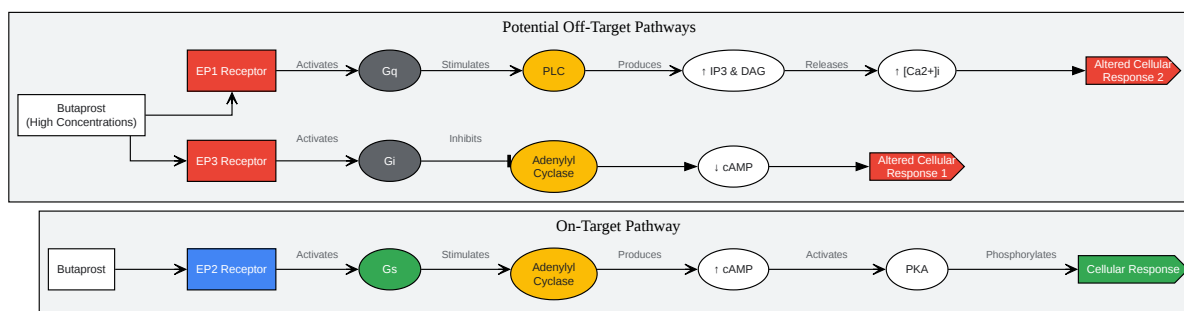 Potential Off-Target Pathways
EP1 Receptor
Activates
Gq
Stimulates
PLC
Produces
↑ IP3 & DAG
Releases
↑ [Ca2+]i
Altered Cellular
Response 2
Butaprost
(High Concentrations)
EP3 Receptor
Activates
Gi
Inhibits
Adenylyl
Cyclase
↓ cAMP
Altered Cellular
Response 1
On-Target Pathway
Butaprost
EP2 Receptor
Activates
Gs
Stimulates
Adenylyl
Cyclase
Produces
↑ cAMP
Activates
PKA
Phosphorylates
Cellular Response